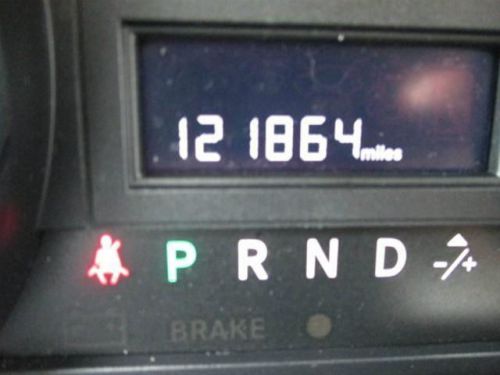 121864 miles
P R N D -/+
BRAKE